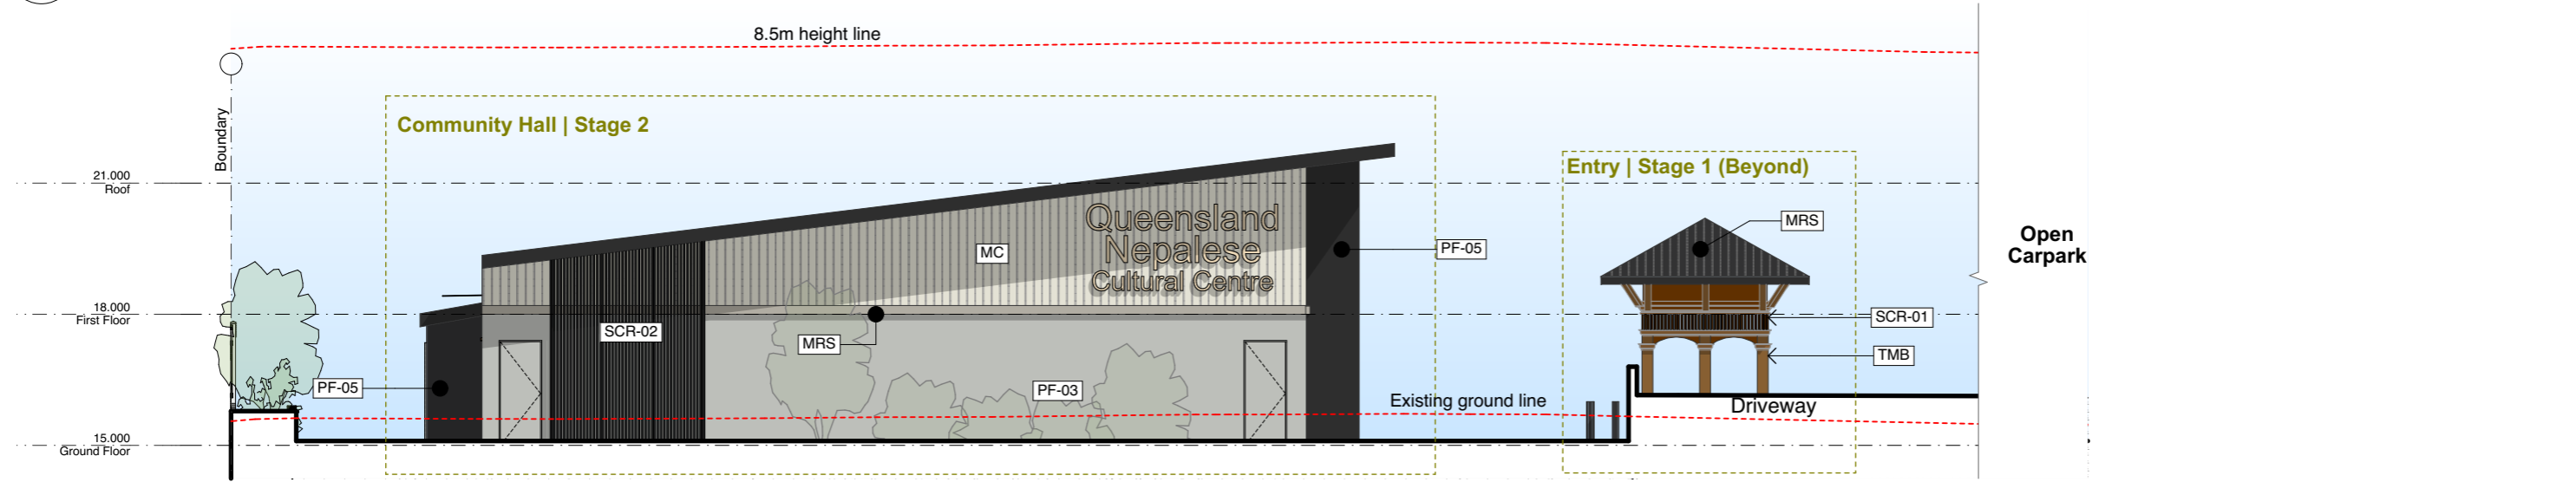 8.5m height line
Boundary
Community Hall | Stage 2
Entry | Stage 1 (Beyond)
21.000
Roof
MRS
Queensland
Nepalese
Cultural Centre
MC
PF-05
Open
Carpark
18.000
First Floor
SCR-02
MRS
SCR-01
TMB
PF-05
PF-03
Existing ground line
Driveway
15.000
Ground Floor